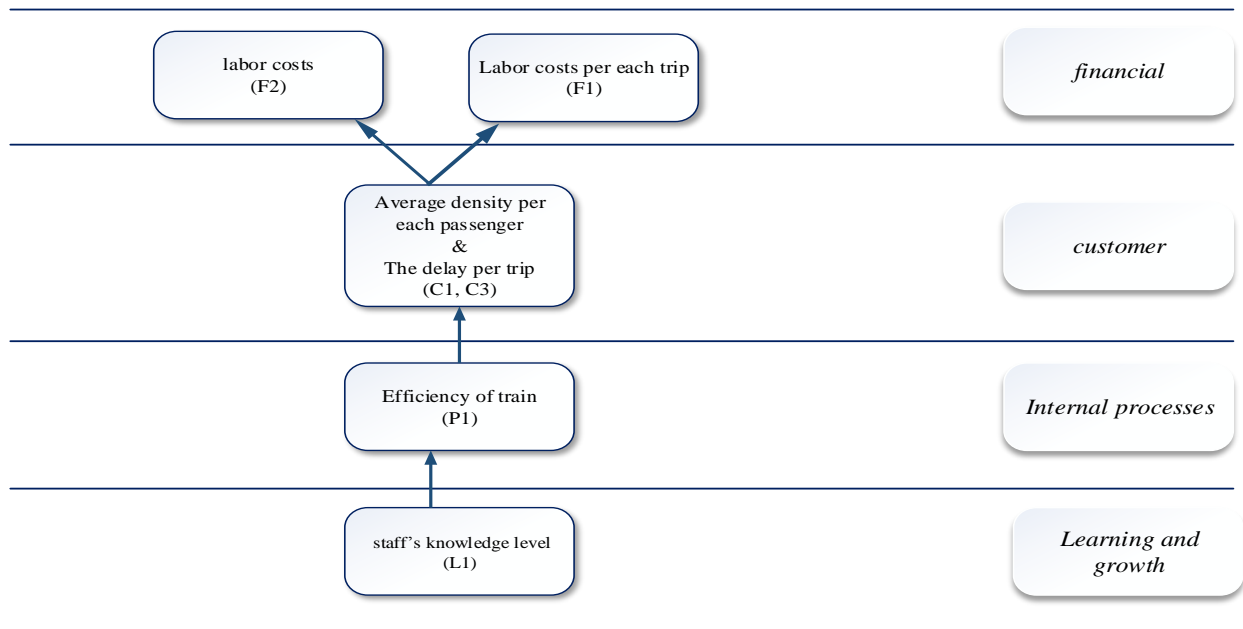 labor costs
(F2)
Labor costs per each trip
(F1)
financial
Average density per
each passenger
&
The delay per trip
(C1, C3)
customer
Efficiency of train
(P1)
Internal processes
staff’s knowledge level
(L1)
Learning and
growth